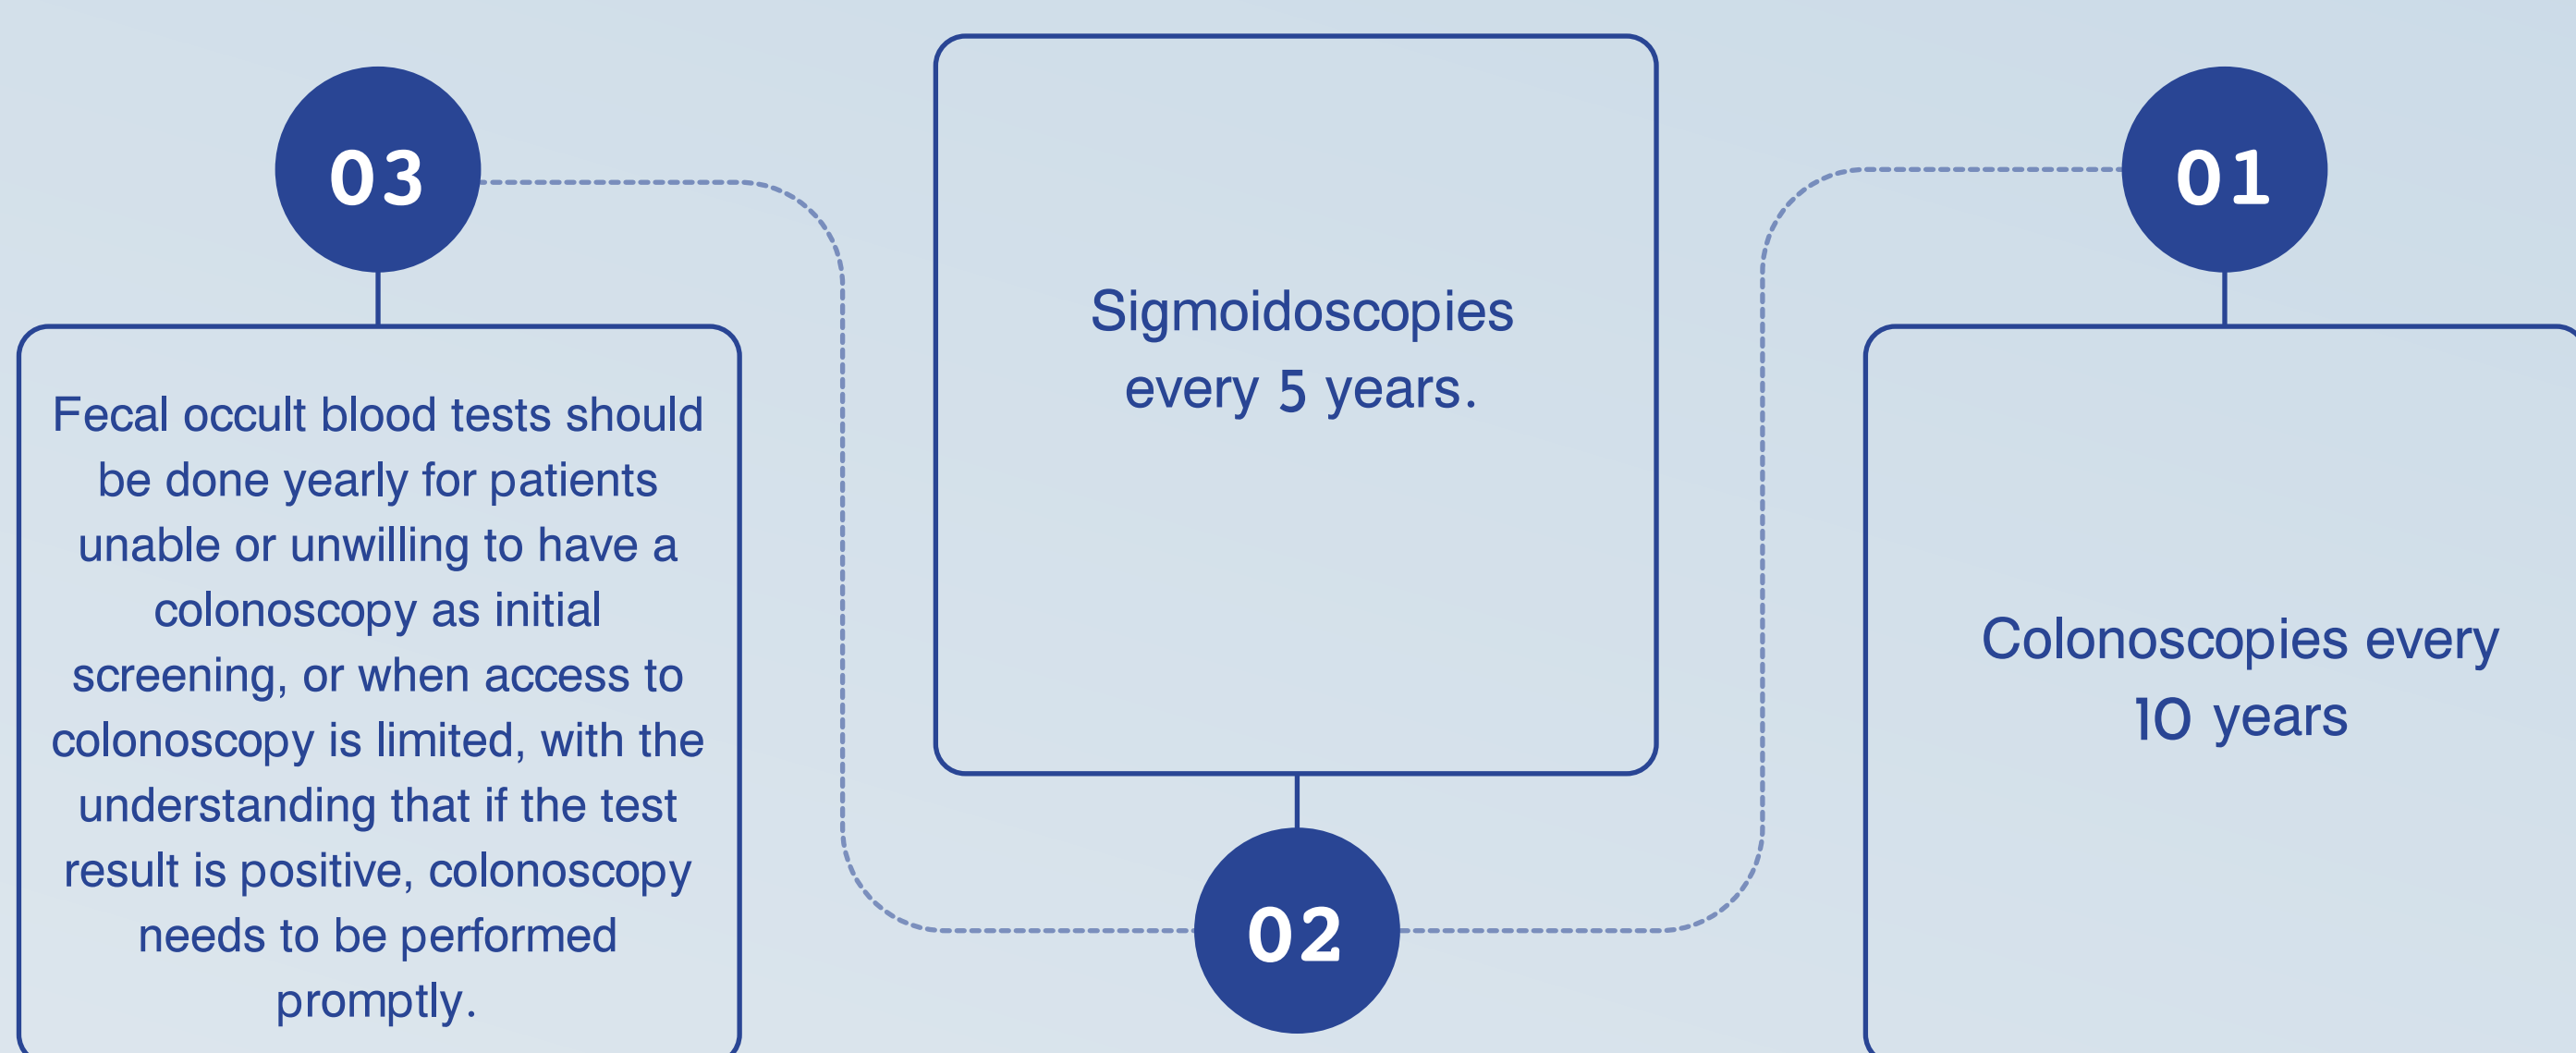 01
Colonoscopies every
10 years
Sigmoidoscopies
every 5 years.
02
03
Fecal occult blood tests should
be done yearly for patients
unable or unwilling to have a
colonoscopy as initial
screening, or when access to
colonoscopy is limited, with the
understanding that if the test
result is positive, colonoscopy
needs to be performed
promptly.